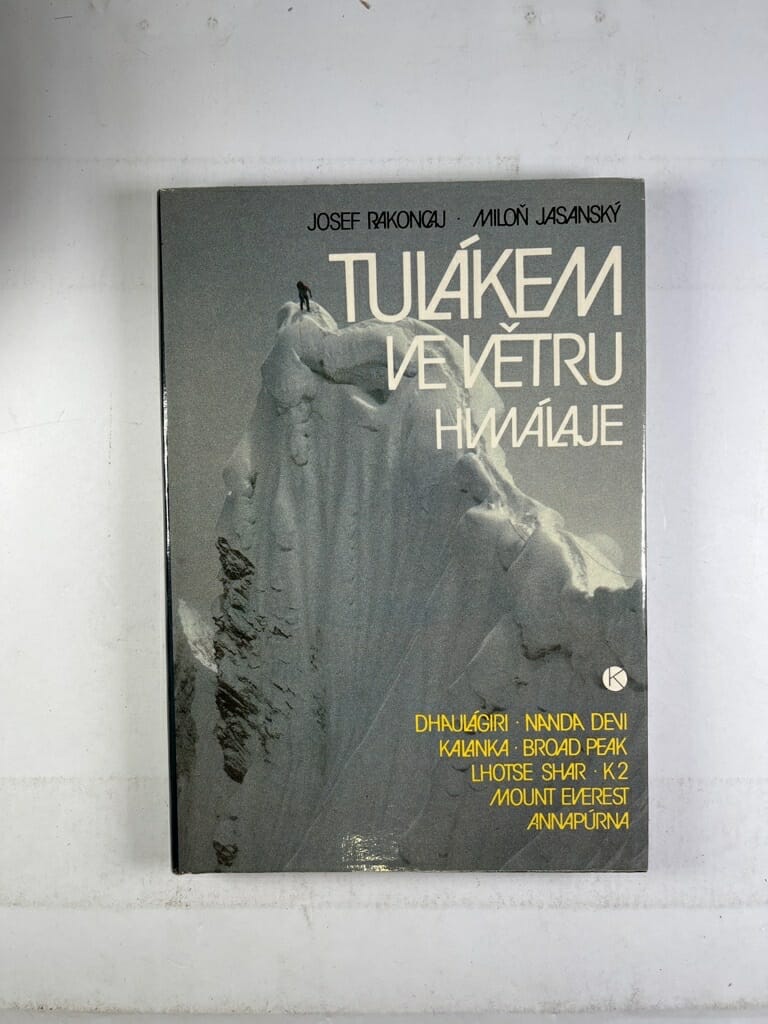 JOSEF RAKONCAJ · MILOŇ JASANSKÝ
TULÁKEM
VE VĚTRU
HIMÁLAJE
K
DHAULÁGIRI · NANDA DEVI
KALANKA · BROAD PEAK
LHOTSE SHAR · K2
MOUNT EVEREST
ANNAPÚRNA